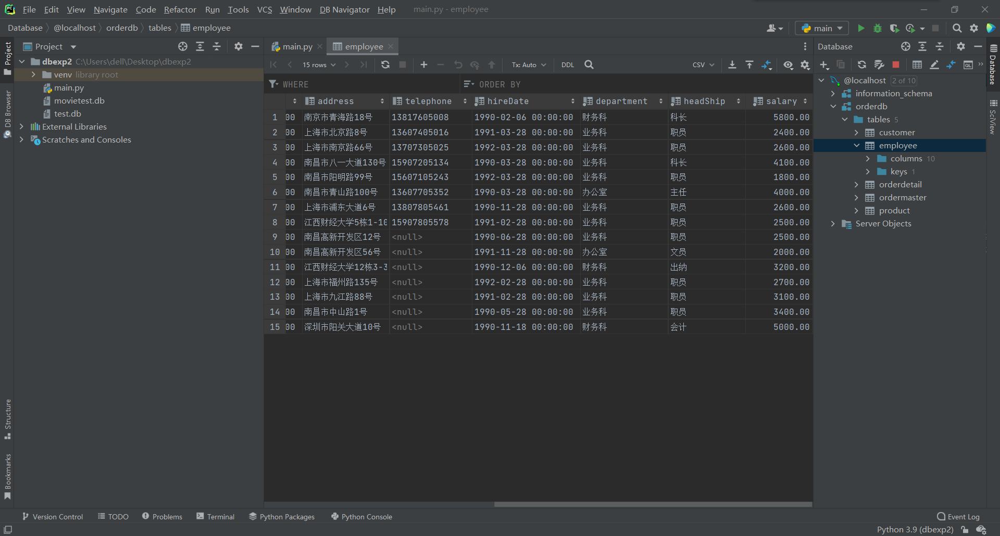 File Edit View Navigate Code Refactor Run Tools VCS Window DB Navigator Help main.py - employee
Database @localhost orderdb tables employee main
Project
Project
DB Browser
Structure
Bookmarks
dbexp2 C:\Users\dell\Desktop\dbexp2
venv library root
main.py
movietest.db
test.db
External Libraries
Scratches and Consoles
main.py employee
15 rows Tx: Auto DDL CSV
WHERE ORDER BY
address telephone hireDate department headShip salary
1 00 南京市青海路18号 13817605008 1990-02-06 00:00:00 财务科 科长 5800.00
2 00 上海市北京路8号 13607405016 1991-03-28 00:00:00 业务科 职员 2400.00
3 00 上海市南京路66号 13707305025 1992-03-28 00:00:00 业务科 职员 2600.00
4 00 南昌市八一大道130号 15907205134 1990-03-28 00:00:00 业务科 科长 4100.00
5 00 南昌市阳明路99号 15607105243 1992-03-28 00:00:00 业务科 职员 1800.00
6 00 南昌市青山路100号 13607705352 1990-03-28 00:00:00 办公室 主任 4000.00
7 00 上海市浦东大道6号 13807805461 1990-11-28 00:00:00 业务科 职员 2600.00
8 00 江西财经大学5栋1-10 15907805578 1991-02-28 00:00:00 业务科 职员 2500.00
9 00 南昌高新开发区12号 <null> 1990-06-28 00:00:00 业务科 职员 2500.00
10 00 南昌高新开发区56号 <null> 1991-11-28 00:00:00 办公室 文员 2000.00
11 00 江西财经大学12栋3-3 <null> 1990-12-06 00:00:00 财务科 出纳 3200.00
12 00 上海市福州路135号 <null> 1992-02-28 00:00:00 业务科 职员 2700.00
13 00 上海市九江路88号 <null> 1991-02-28 00:00:00 业务科 职员 3100.00
14 00 南昌市中山路1号 <null> 1990-05-28 00:00:00 业务科 职员 3400.00
15 00 深圳市阳关大道10号 <null> 1990-11-18 00:00:00 财务科 会计 5000.00
Database
@localhost 2 of 10
information_schema
orderdb
tables 5
customer
employee
columns 10
keys 1
orderdetail
ordermaster
product
Server Objects
Database
SciView
Version Control TODO Problems Terminal Python Packages Python Console Event Log
Python 3.9 (dbexp2)